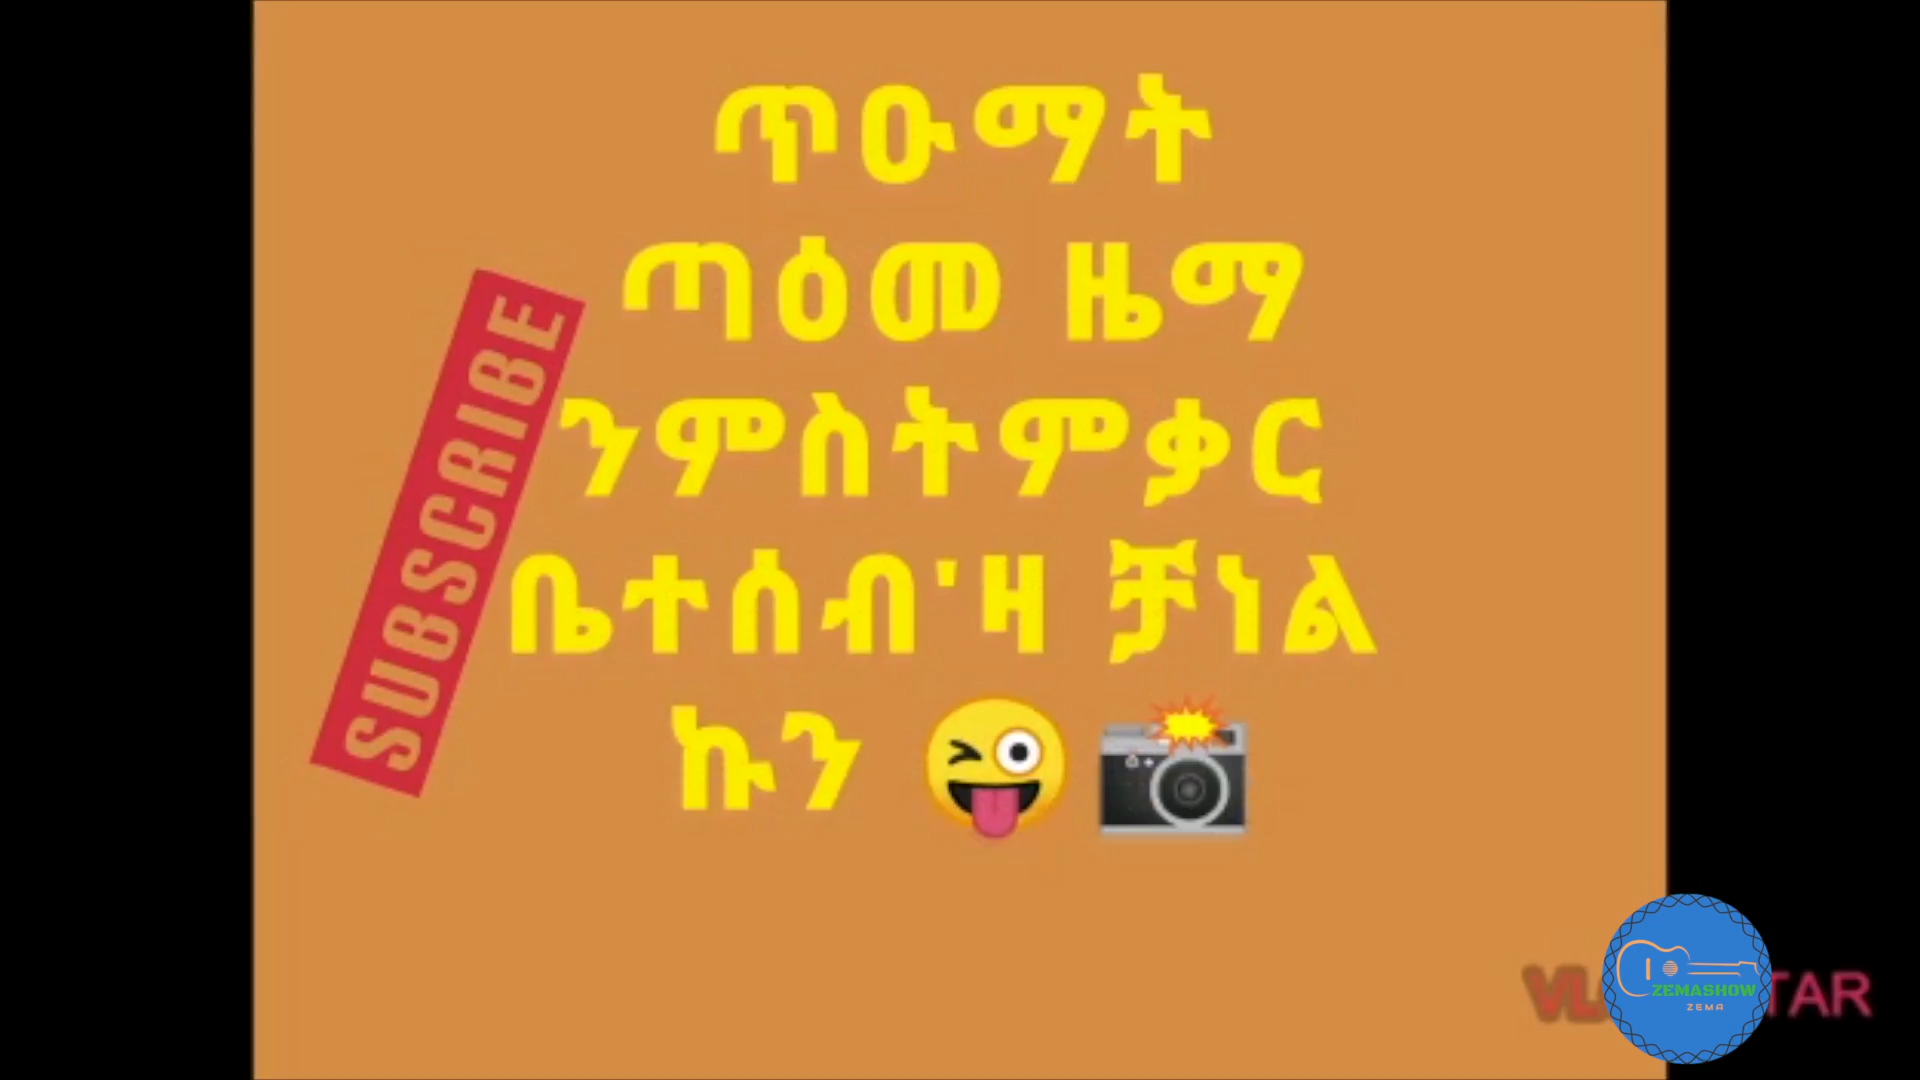 ጥዑማት
ጣዕመ ዜማ
ንምስትምቃር
ቤተሰብ'ዛ ቻነል
ኩን 😜 📸
SUBSCRIBE
ZEMASHOW
ZEMA